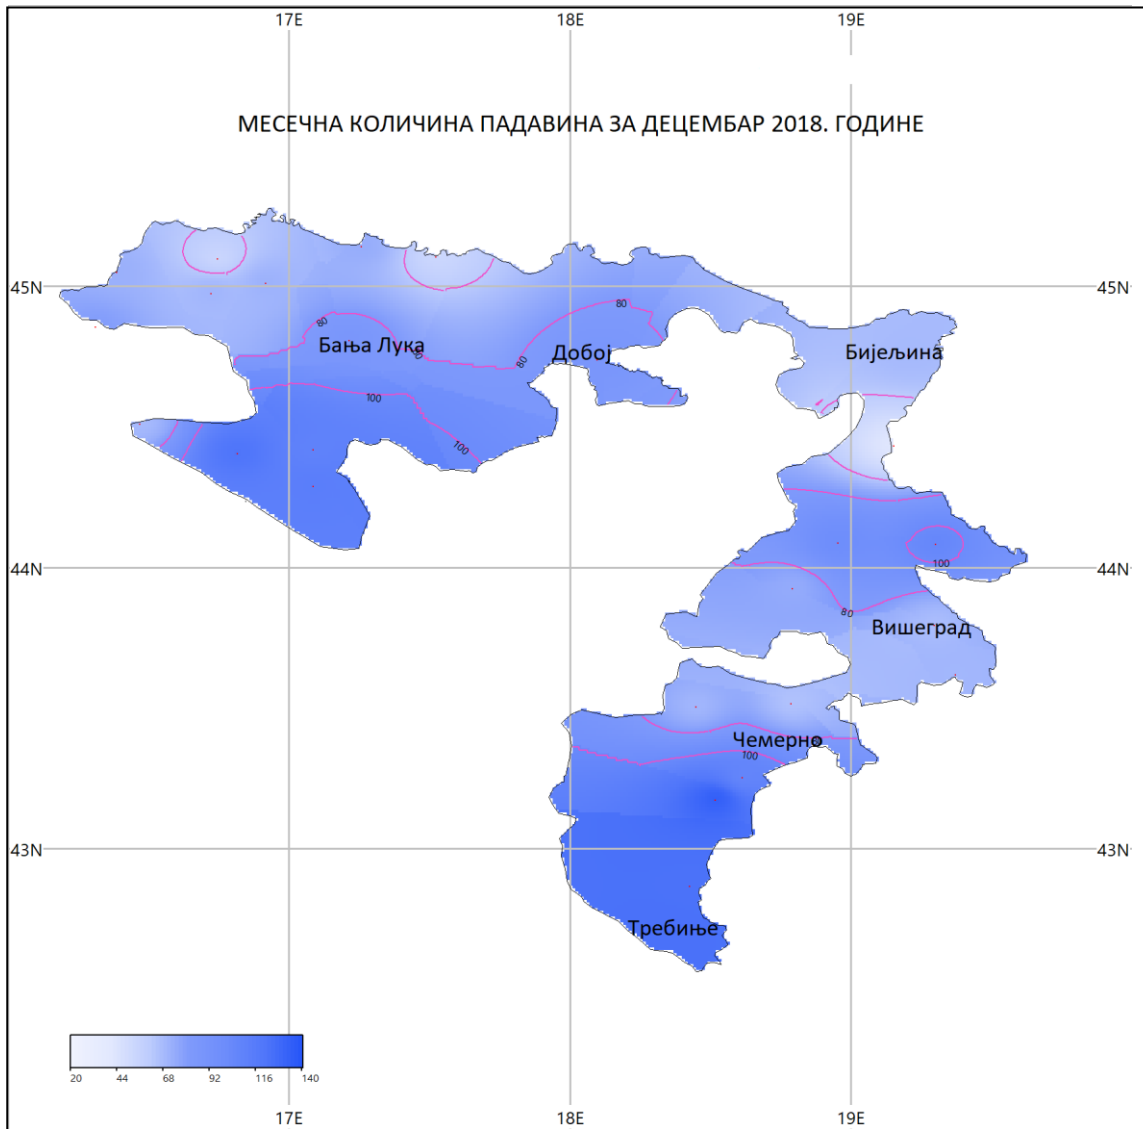 17E 18E 19E
МЕСЕЧНА КОЛИЧИНА ПАДАВИНА ЗА ДЕЦЕМБАР 2018. ГОДИНЕ
45N 45N
80
80
Бања Лука
Добој
Бијељина
80
80
100
100
44N 44N
100
80
Вишеград
Чемерно
100
43N 43N
Требиње
20 44 68 92 116 140
17E 18E 19E